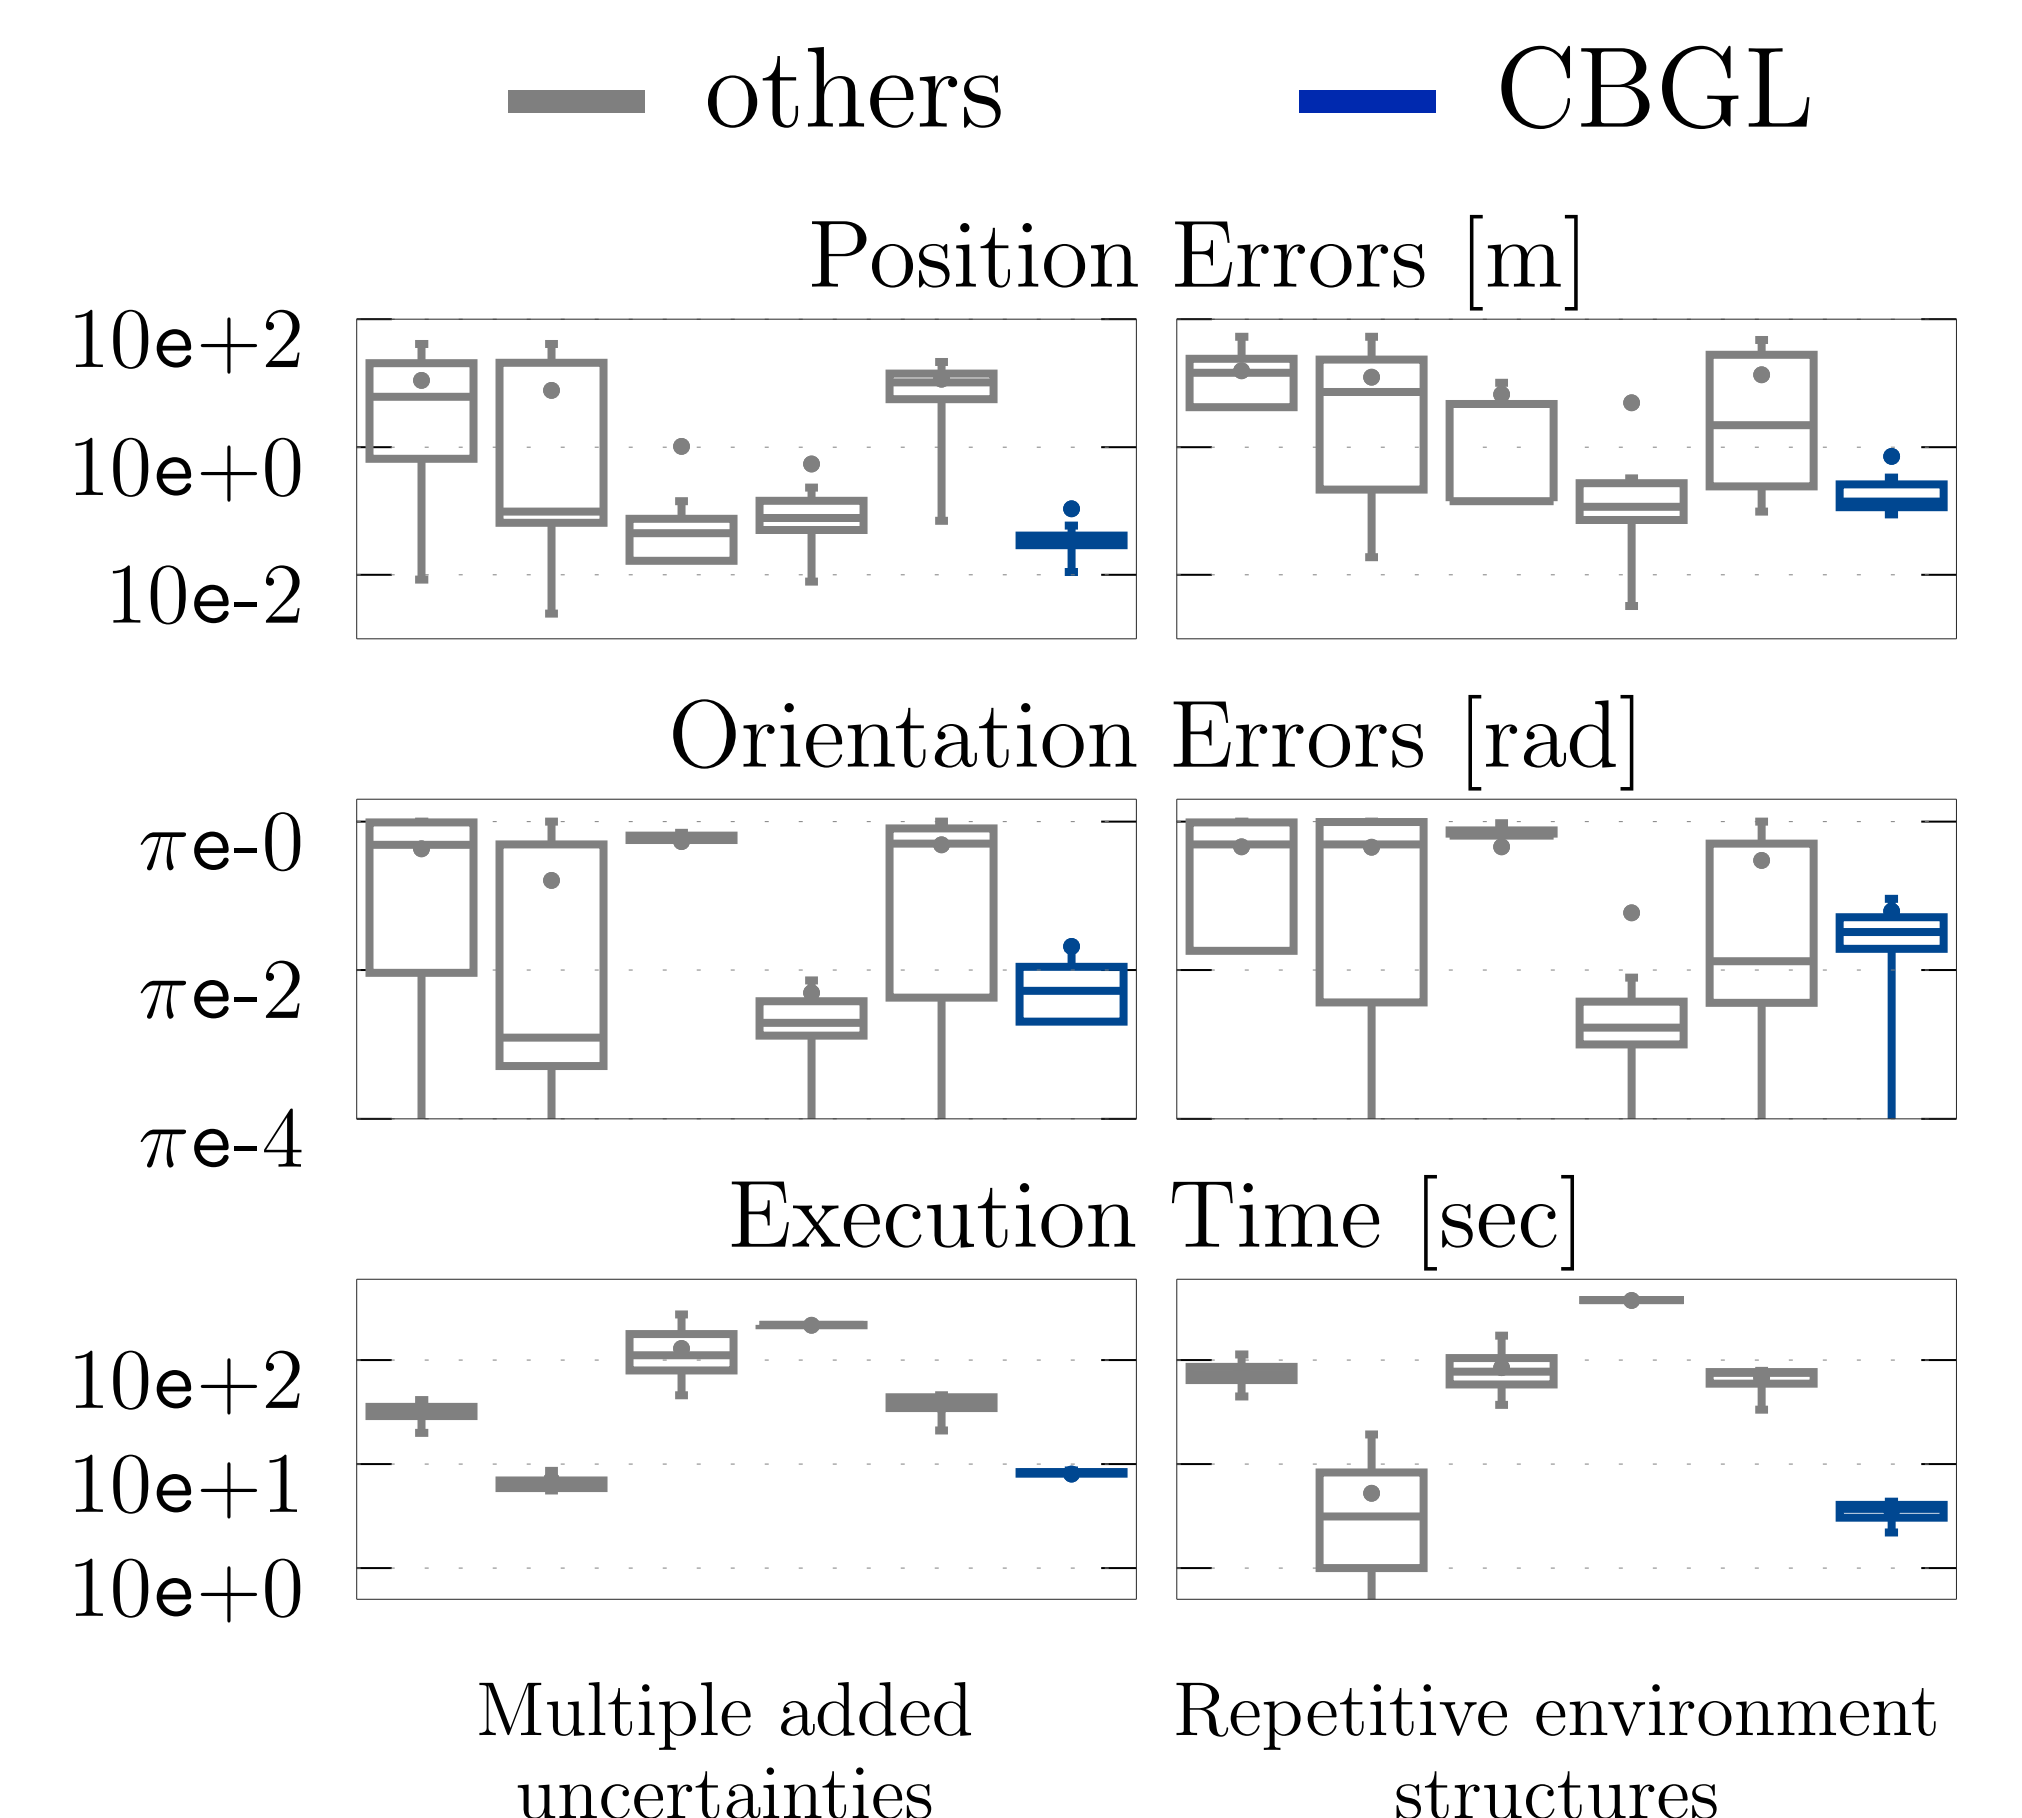 others CBGL
Position Errors [m]
10e+2
10e+0
10e-2
Orientation Errors [rad]
πe-0
πe-2
πe-4
Execution Time [sec]
10e+2
10e+1
10e+0
Multiple added
uncertainties
Repetitive environment
structures